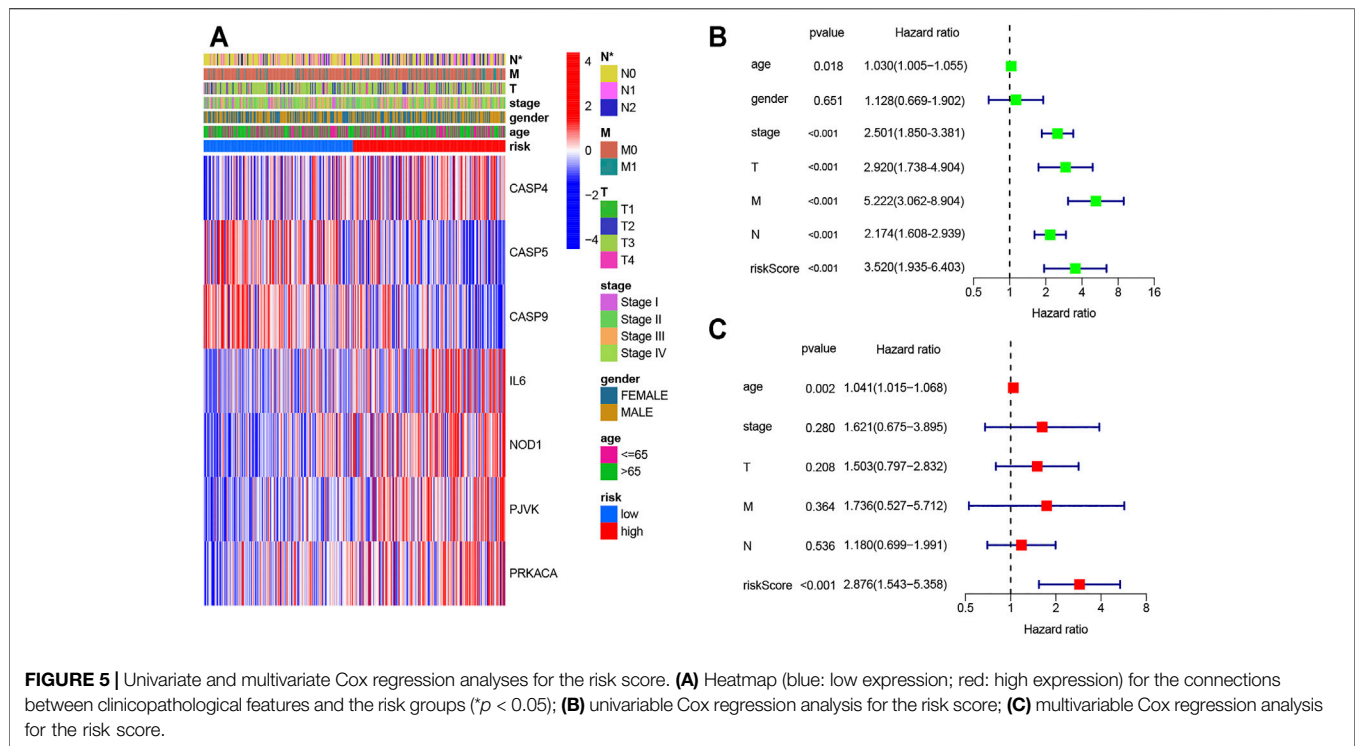 A
N*
M
T
stage
gender
age
risk
CASP4
CASP5
CASP9
IL6
NOD1
PJVK
PRKACA
4
2
0
−2
−4
N*
N0
N1
N2
M
M0
M1
T
T1
T2
T3
T4
stage
Stage I
Stage II
Stage III
Stage IV
gender
FEMALE
MALE
age
<=65
>65
risk
low
high
B
pvalue Hazard ratio
age 0.018 1.030(1.005−1.055)
gender 0.651 1.128(0.669-1.902)
stage <0.001 2.501(1.850-3.381)
T <0.001 2.920(1.738-4.904)
M <0.001 5.222(3.062-8.904)
N <0.001 2.174(1.608-2.939)
riskScore <0.001 3.520(1.935-6.403)
0.5 1 2 4 8 16
Hazard ratio
C
pvalue Hazard ratio
age 0.002 1.041(1.015−1.068)
stage 0.280 1.621(0.675−3.895)
T 0.208 1.503(0.797−2.832)
M 0.364 1.736(0.527−5.712)
N 0.536 1.180(0.699−1.991)
riskScore <0.001 2.876(1.543−5.358)
0.5 1 2 4 8
Hazard ratio
FIGURE 5 | Univariate and multivariate Cox regression analyses for the risk score. (A) Heatmap (blue: low expression; red: high expression) for the connections
between clinicopathological features and the risk groups (*p < 0.05); (B) univariable Cox regression analysis for the risk score; (C) multivariable Cox regression analysis
for the risk score.